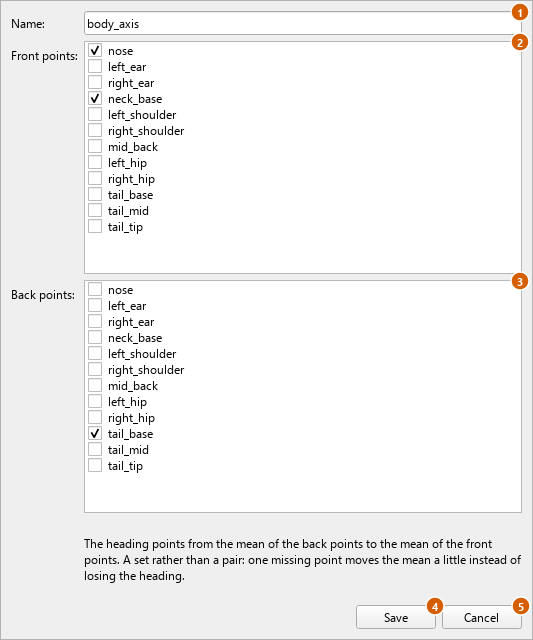 Name: body_axis 1
Front points: 2
nose
left_ear
right_ear
neck_base
left_shoulder
right_shoulder
mid_back
left_hip
right_hip
tail_base
tail_mid
tail_tip
Back points: 3
nose
left_ear
right_ear
neck_base
left_shoulder
right_shoulder
mid_back
left_hip
right_hip
tail_base
tail_mid
tail_tip
The heading points from the mean of the back points to the mean of the front
points. A set rather than a pair: one missing point moves the mean a little instead of
losing the heading.
Save 4 Cancel 5